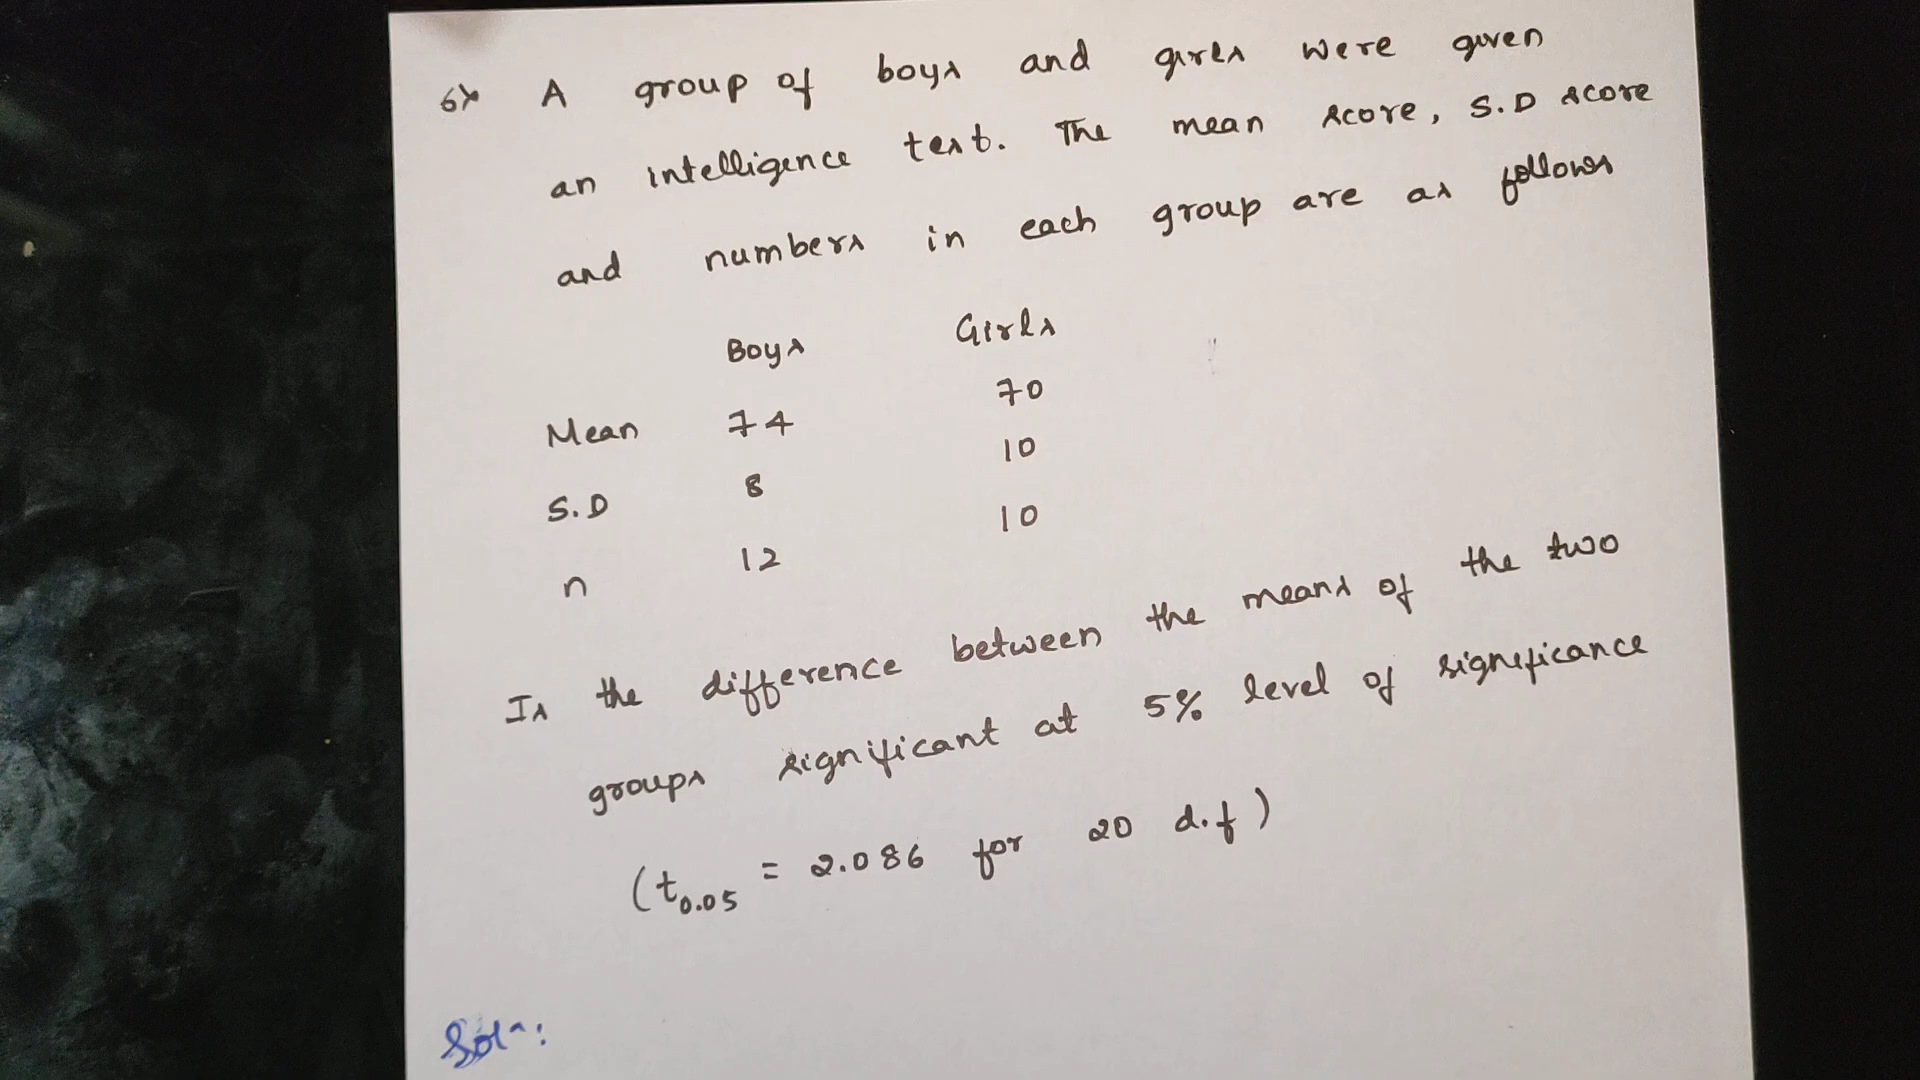 6> A group of boys and girls were given
an intelligence test. The mean score, S.D score
and numbers in each group are as follows
Boys Girls
Mean 74 70
S.D 8 10
n 12 10
Is the difference between the means of the two
groups significant at 5% level of significance
(t0.05 = 2.086 for 20 d.f)
Soln: